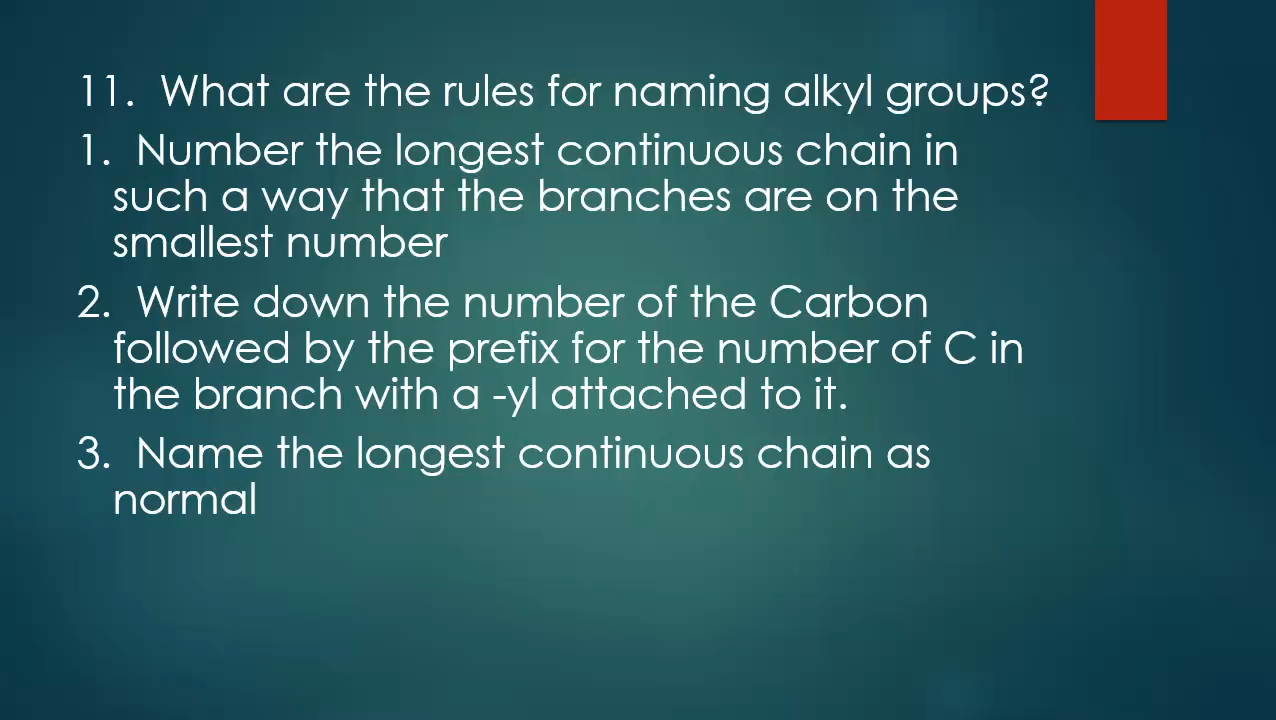 11.  What are the rules for naming alkyl groups?
1.  Number the longest continuous chain in
such a way that the branches are on the
smallest number
2.  Write down the number of the Carbon
followed by the prefix for the number of C in
the branch with a -yl attached to it.
3.  Name the longest continuous chain as
normal